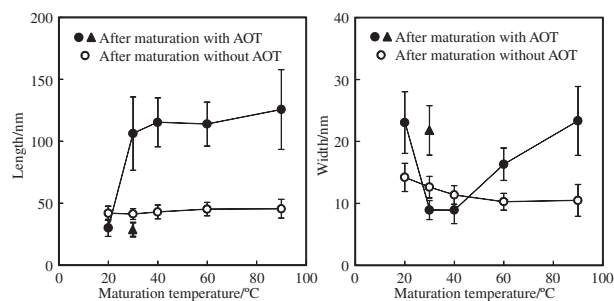 150
After maturation with AOT
After maturation without AOT
100
50
0
0 20 40 60 80 100
Length/nm
Maturation temperature/ºC
40
After maturation with AOT
After maturation without AOT
30
20
10
0
0 20 40 60 80 100
Width/nm
Maturation temperature/ºC